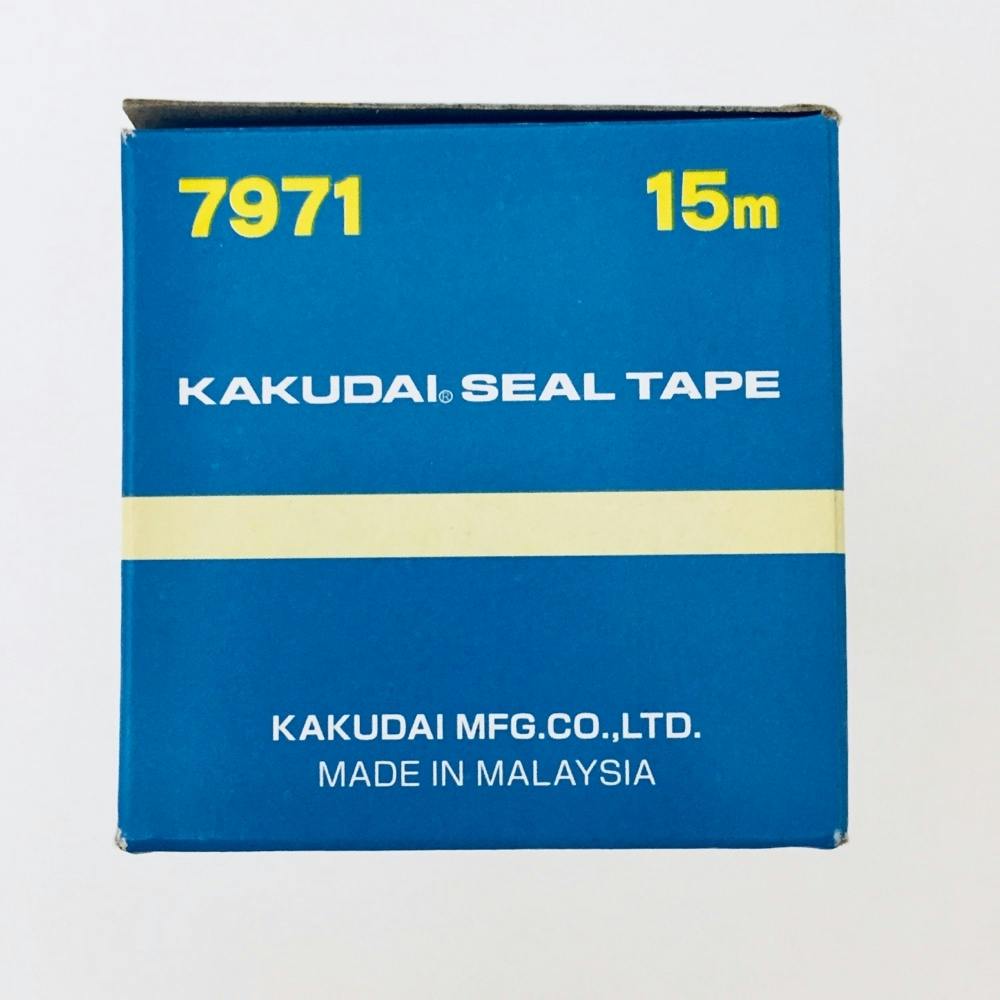 7971 15m
KAKUDAI® SEAL TAPE
KAKUDAI MFG.CO.,LTD.
MADE IN MALAYSIA